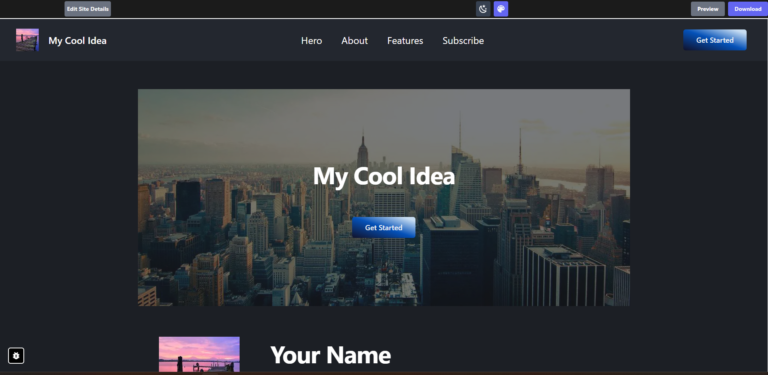 Edit Site Details
Preview
Download
My Cool Idea
Hero
About
Features
Subscribe
Get Started
My Cool Idea
Get Started
Your Name